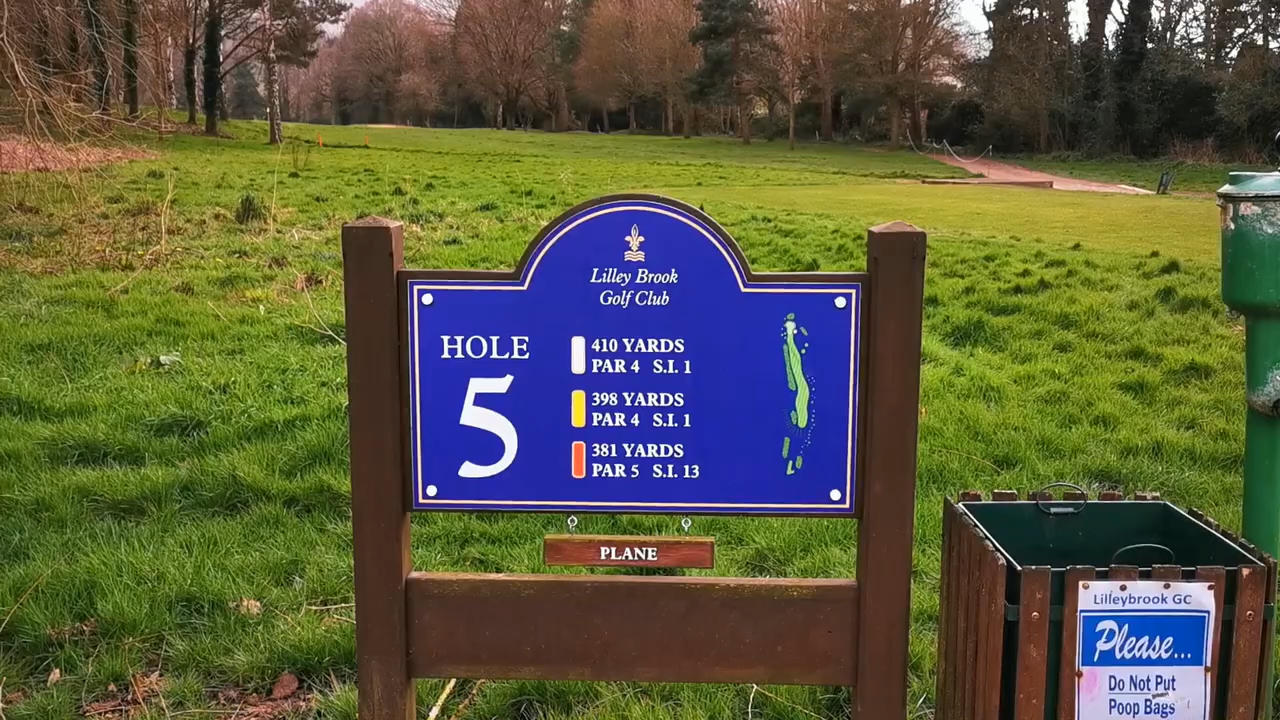 Lilley Brook
Golf Club
HOLE
5
410 YARDS
PAR 4 S.I. 1
398 YARDS
PAR 4 S.I. 1
381 YARDS
PAR 5 S.I. 13
PLANE
Lilleybrook GC
Please...
Do Not Put
Poop Bags